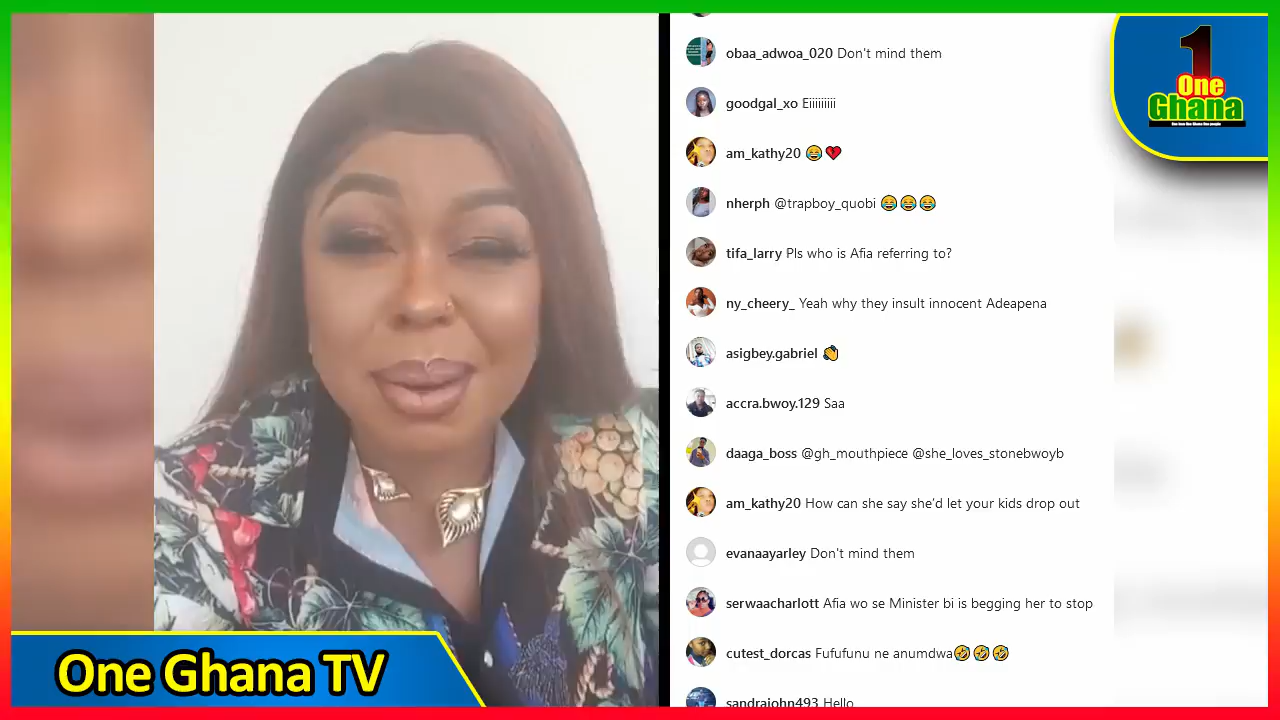 obaa_adwoa_020 Don't mind them
goodgal_xo Eiiiiiiiii
am_kathy20 😂💔
nherph @trapboy_quobi 😂😂😂
tifa_larry Pls who is Afia referring to?
ny_cheery_ Yeah why they insult innocent Adeapena
asigbey.gabriel 👏
accra.bwoy.129 Saa
daaga_boss @gh_mouthpiece @she_loves_stonebwoyb
am_kathy20 How can she say she'd let your kids drop out
evanaayarley Don't mind them
serwaacharlott Afia wo se Minister bi is begging her to stop
cutest_dorcas Fufufunu ne anumdwa🤣🤣🤣
sandrajohn493 Hello
1
One
Ghana
One Ghana TV